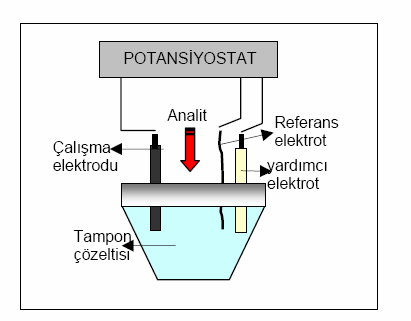 POTANSİYOSTAT
Analit
Referans
elektrot
Çalışma
elektrodu
yardımcı
elektrot
Tampon
çözeltisi